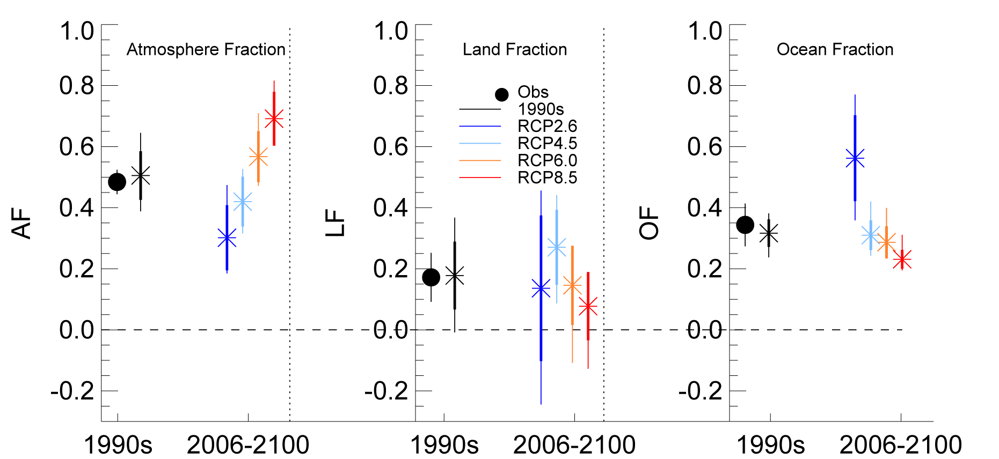 AF
1.0
0.8
0.6
0.4
0.2
0.0
-0.2
Atmosphere Fraction
1990s
2006-2100
LF
1.0
0.8
0.6
0.4
0.2
0.0
-0.2
Land Fraction
Obs
1990s
RCP2.6
RCP4.5
RCP6.0
RCP8.5
1990s
2006-2100
OF
1.0
0.8
0.6
0.4
0.2
0.0
-0.2
Ocean Fraction
1990s
2006-2100